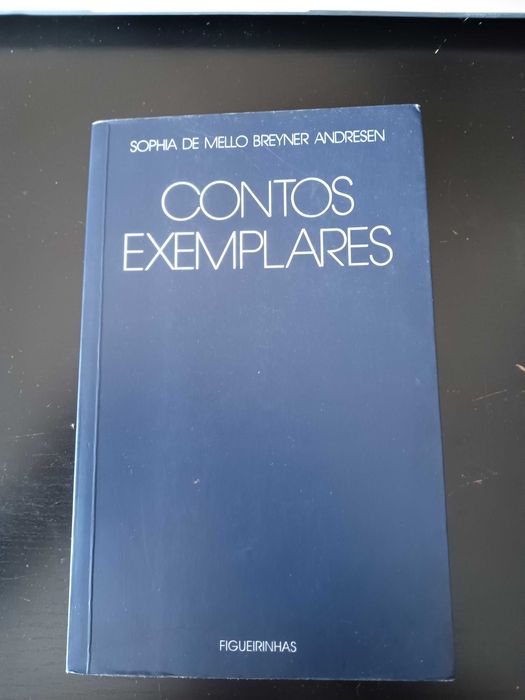 SOPHIA DE MELLO BREYNER ANDRESEN
CONTOS
EXEMPLARES
FIGUEIRINHAS